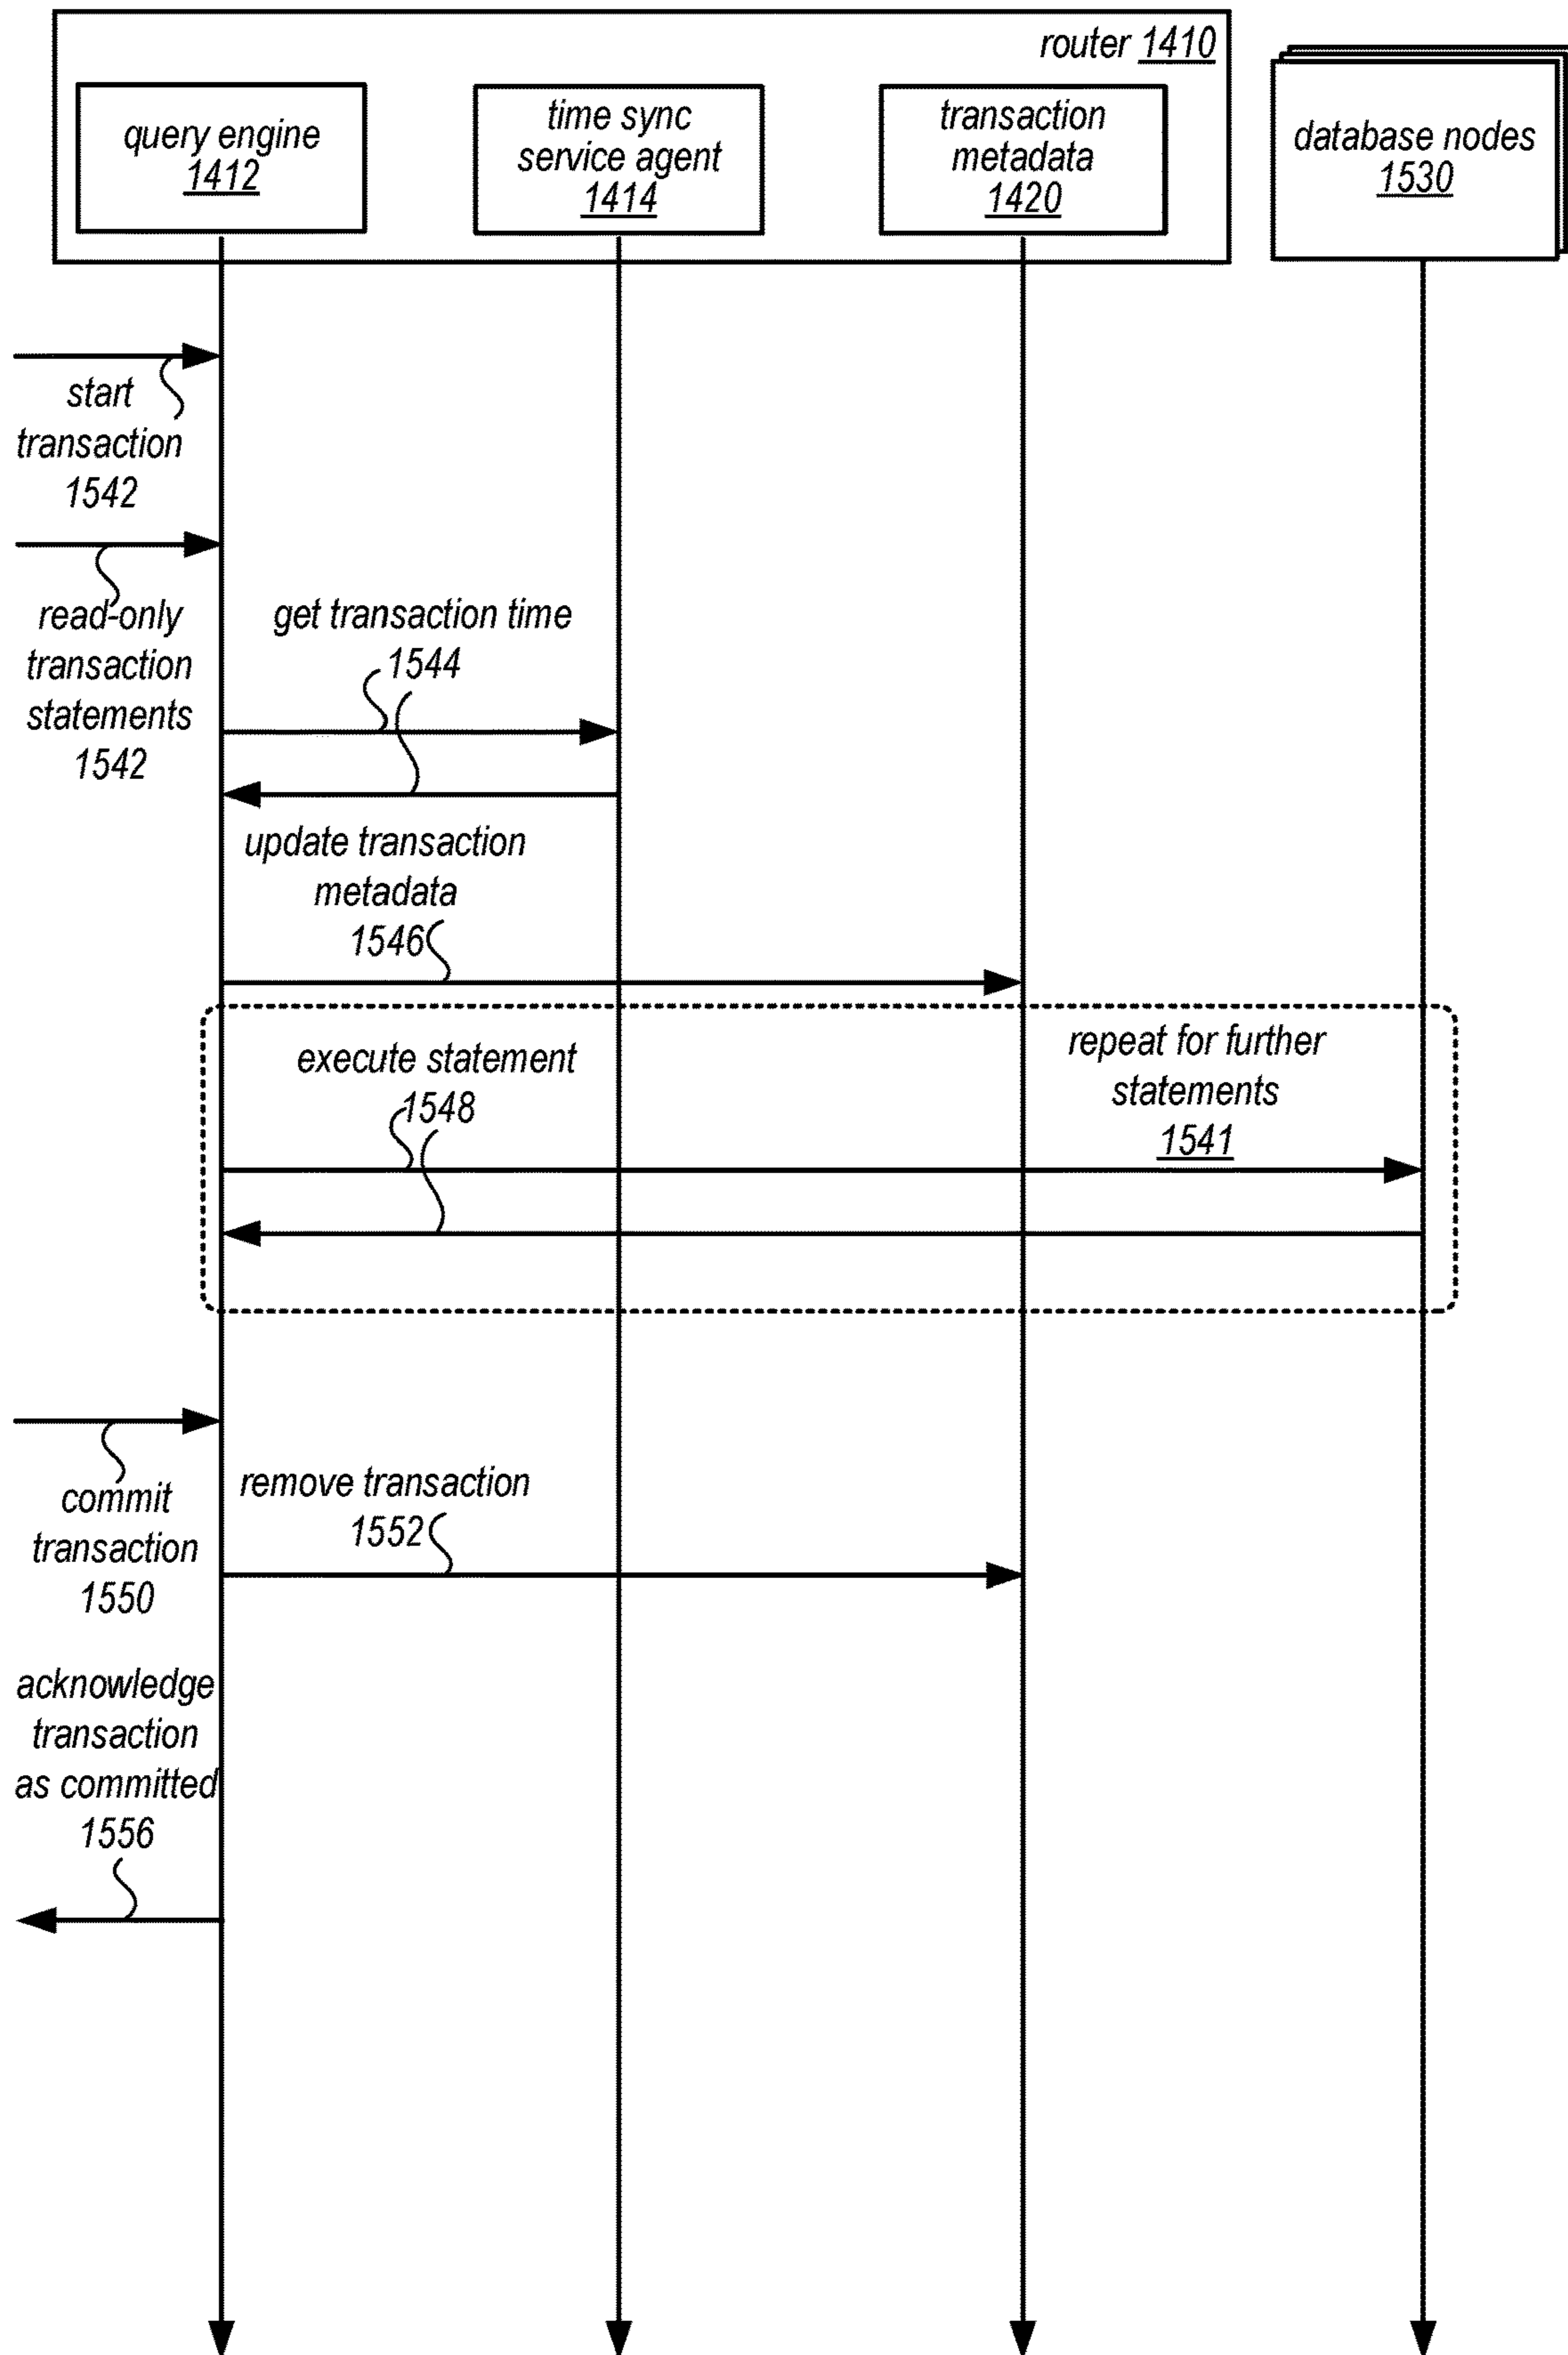 router 1410
query engine
1412
time sync
service agent
1414
transaction
metadata
1420
database nodes
1530
start
transaction
1542
read-only
transaction
statements
1542
get transaction time
1544
update transaction
metadata
1546
execute statement
1548
repeat for further
statements
1541
commit
transaction
1550
remove transaction
1552
acknowledge
transaction
as committed
1556